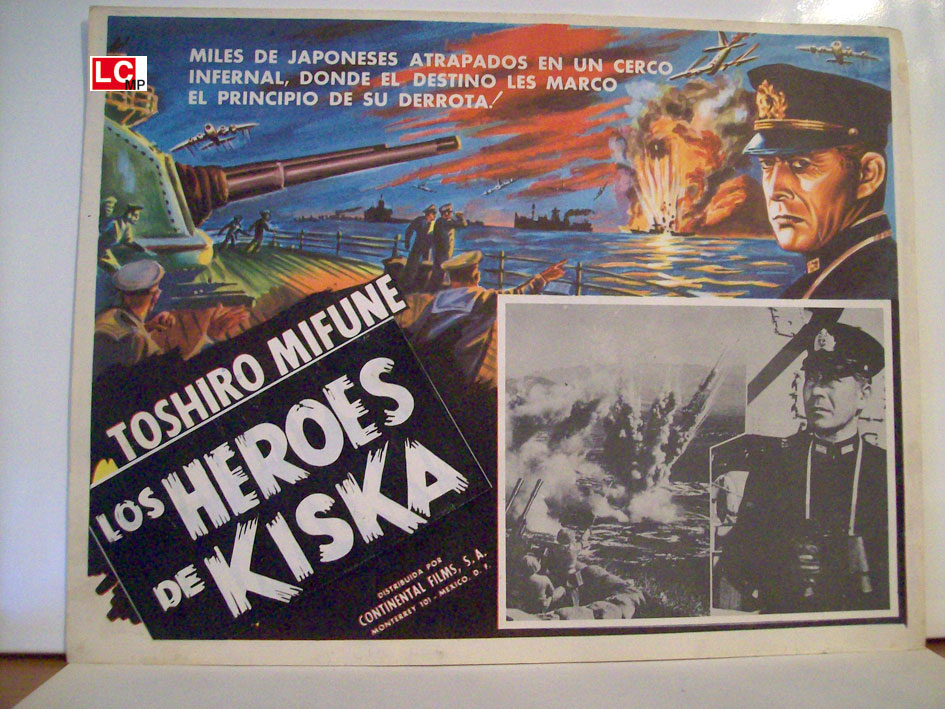 LC
MP
MILES DE JAPONESES ATRAPADOS EN UN CERCO
INFERNAL, DONDE EL DESTINO LES MARCO
EL PRINCIPIO DE SU DERROTA!
TOSHIRO MIFUNE
LOS HEROES
DE KISKA
DISTRIBUIDA POR
CONTINENTAL FILMS, S.A.
MONTERREY 101 - MEXICO, D. F.